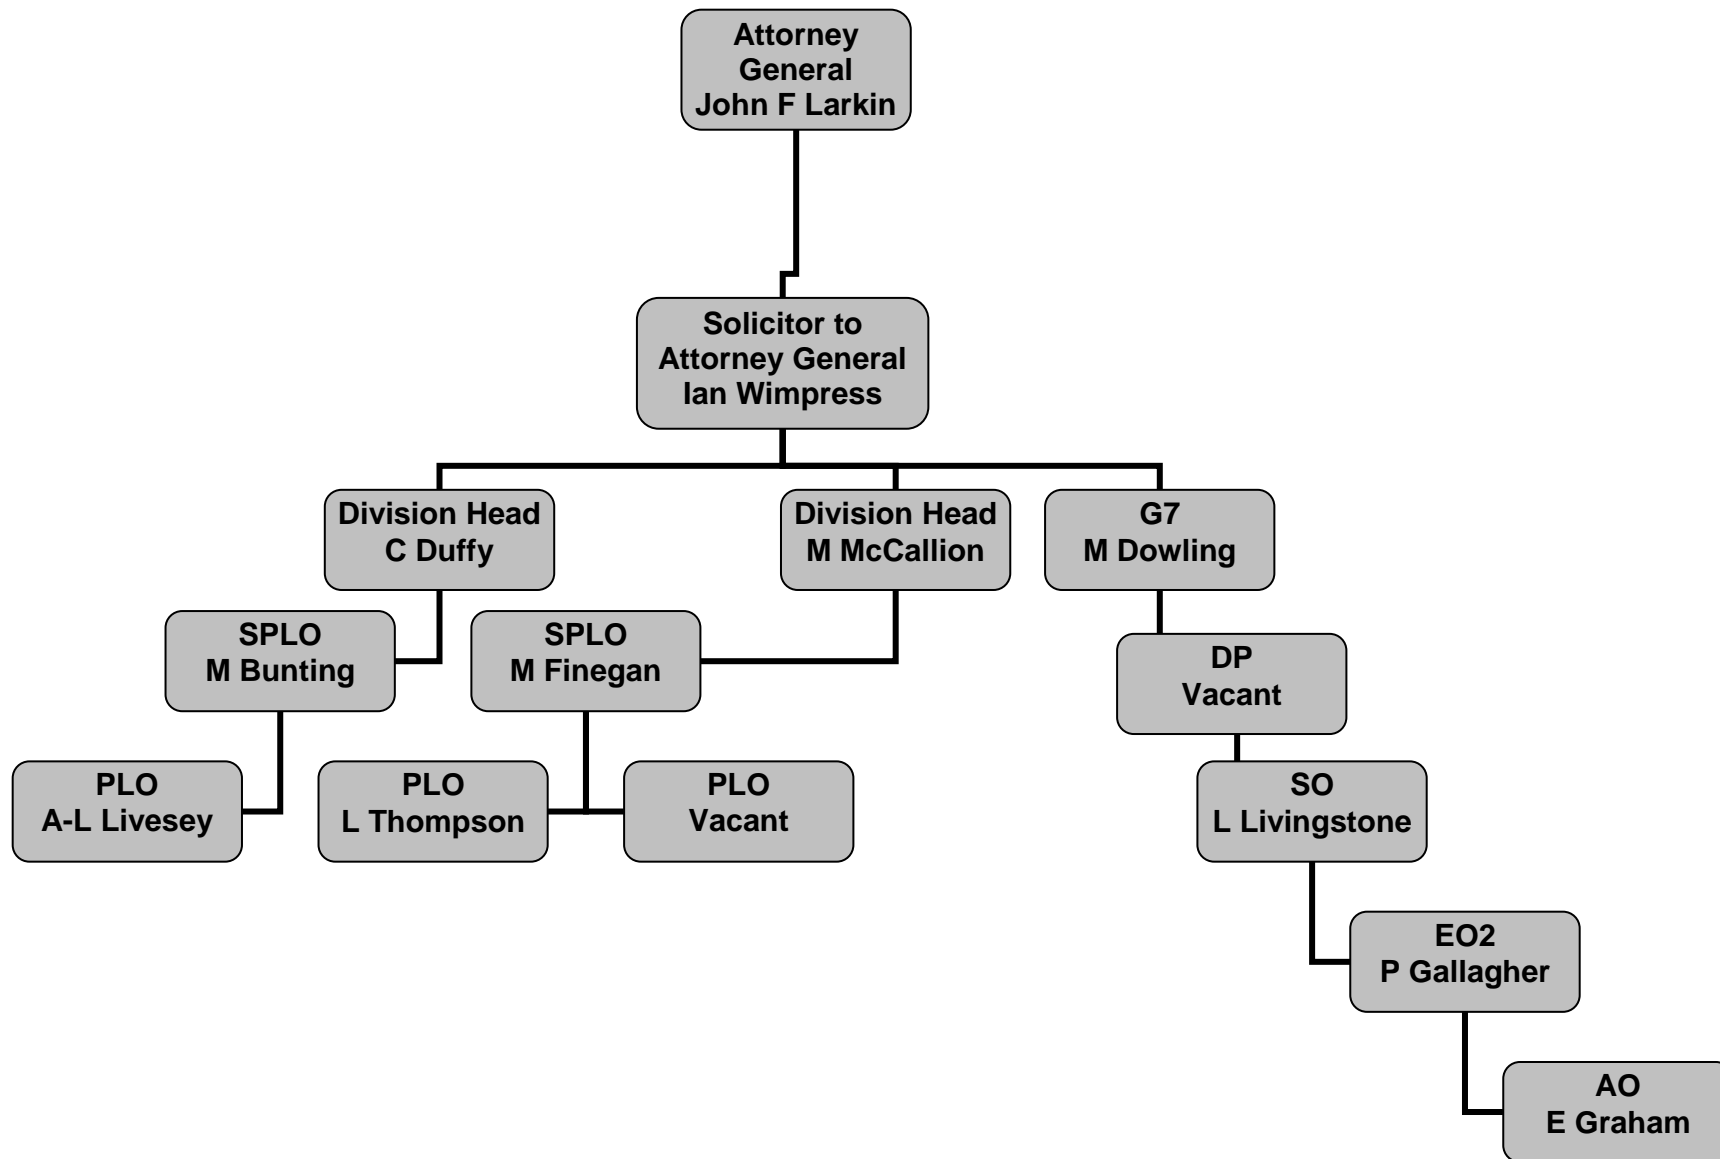 Attorney
General
John F Larkin
Solicitor to
Attorney General
Ian Wimpress
Division Head
C Duffy
Division Head
M McCallion
G7
M Dowling
SPLO
M Bunting
SPLO
M Finegan
DP
Vacant
PLO
A-L Livesey
PLO
L Thompson
PLO
Vacant
SO
L Livingstone
EO2
P Gallagher
AO
E Graham